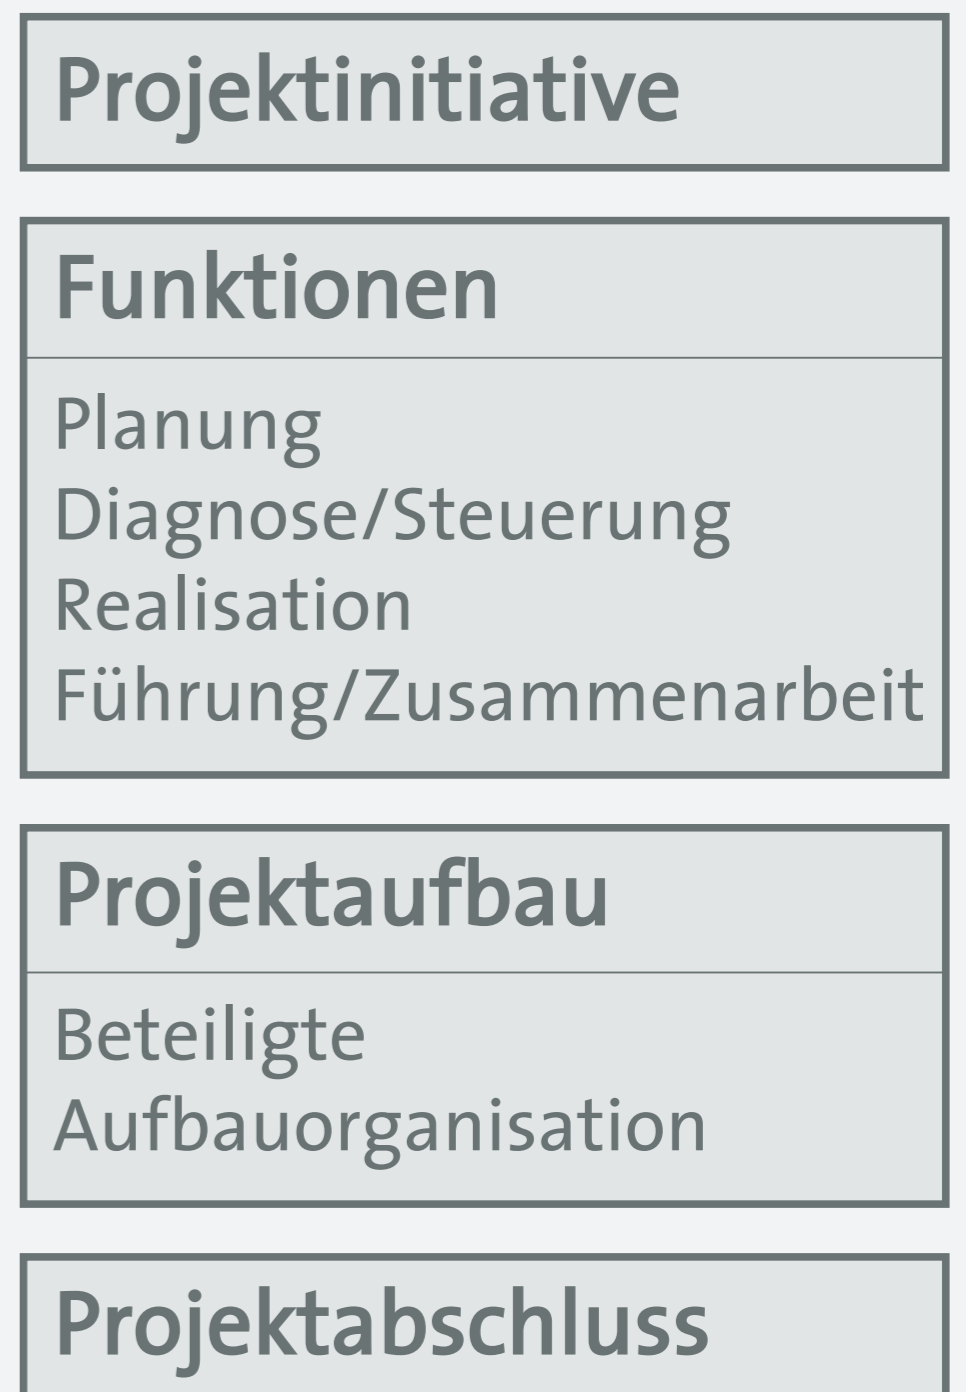 Projektinitiative
Funktionen
Planung
Diagnose/Steuerung
Realisation
Führung/Zusammenarbeit
Projektaufbau
Beteiligte
Aufbauorganisation
Projektabschluss